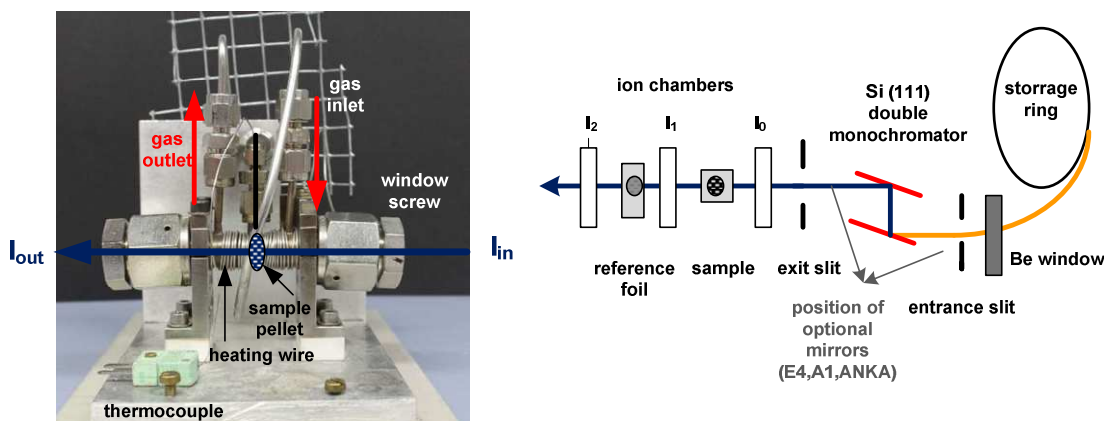 gas
inlet
gas
outlet
window
screw
Iout
Iin
sample
pellet
heating wire
thermocouple
ion chambers
I2
I1
I0
Si (111)
double
monochromator
storrage
ring
reference
foil
sample
exit slit
entrance slit
Be window
position of
optional
mirrors
(E4,A1,ANKA)